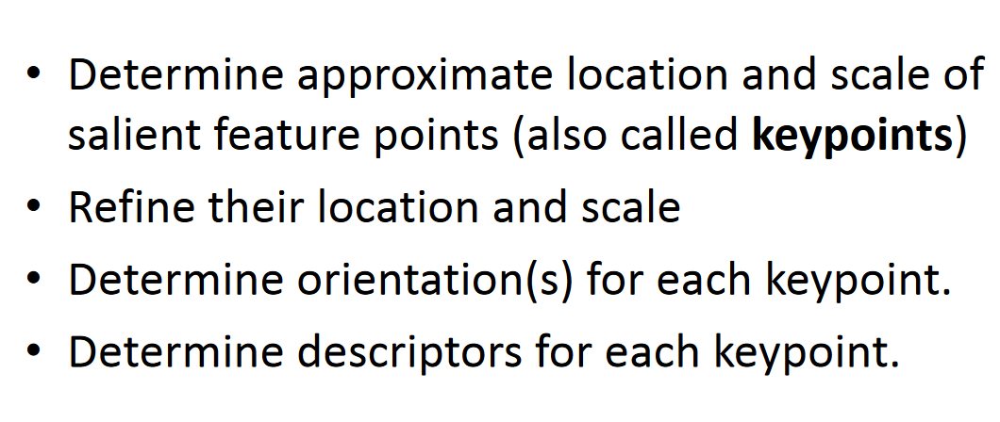 • Determine approximate location and scale of
salient feature points (also called keypoints)
• Refine their location and scale
• Determine orientation(s) for each keypoint.
• Determine descriptors for each keypoint.